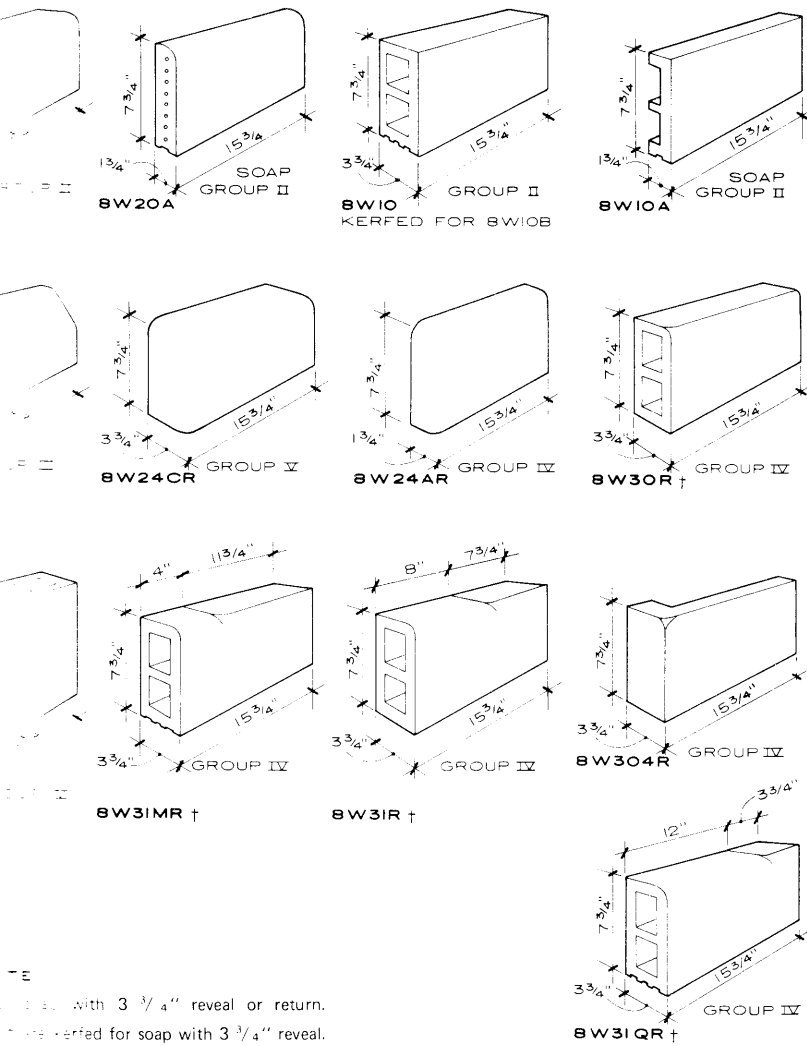 7 3/4"
15 3/4
1 3/4"
SOAP
GROUP II
8W20A
7 3/4"
15 3/4"
3 3/4"
GROUP II
8W10
KERFED FOR 8W10B
7 3/4"
15 3/4"
1 3/4"
SOAP
GROUP II
8W10A
7 3/4"
15 3/4"
3 3/4"
GROUP V
8W24CR
7 3/4"
15 3/4"
1 3/4"
GROUP IV
8W24AR
7 3/4"
15 3/4"
3 3/4"
GROUP IV
8W30R †
4"
11 3/4"
7 3/4"
15 3/4"
3 3/4"
GROUP IV
8W31MR †
8"
7 3/4"
7 3/4"
15 3/4"
3 3/4"
GROUP IV
8W31R †
7 3/4"
15 3/4"
3 3/4"
GROUP IV
8W304R
12"
3 3/4"
7 3/4"
15 3/4"
3 3/4"
GROUP IV
8W31QR †
with 3 3/4" reveal or return.
for soap with 3 3/4" reveal.